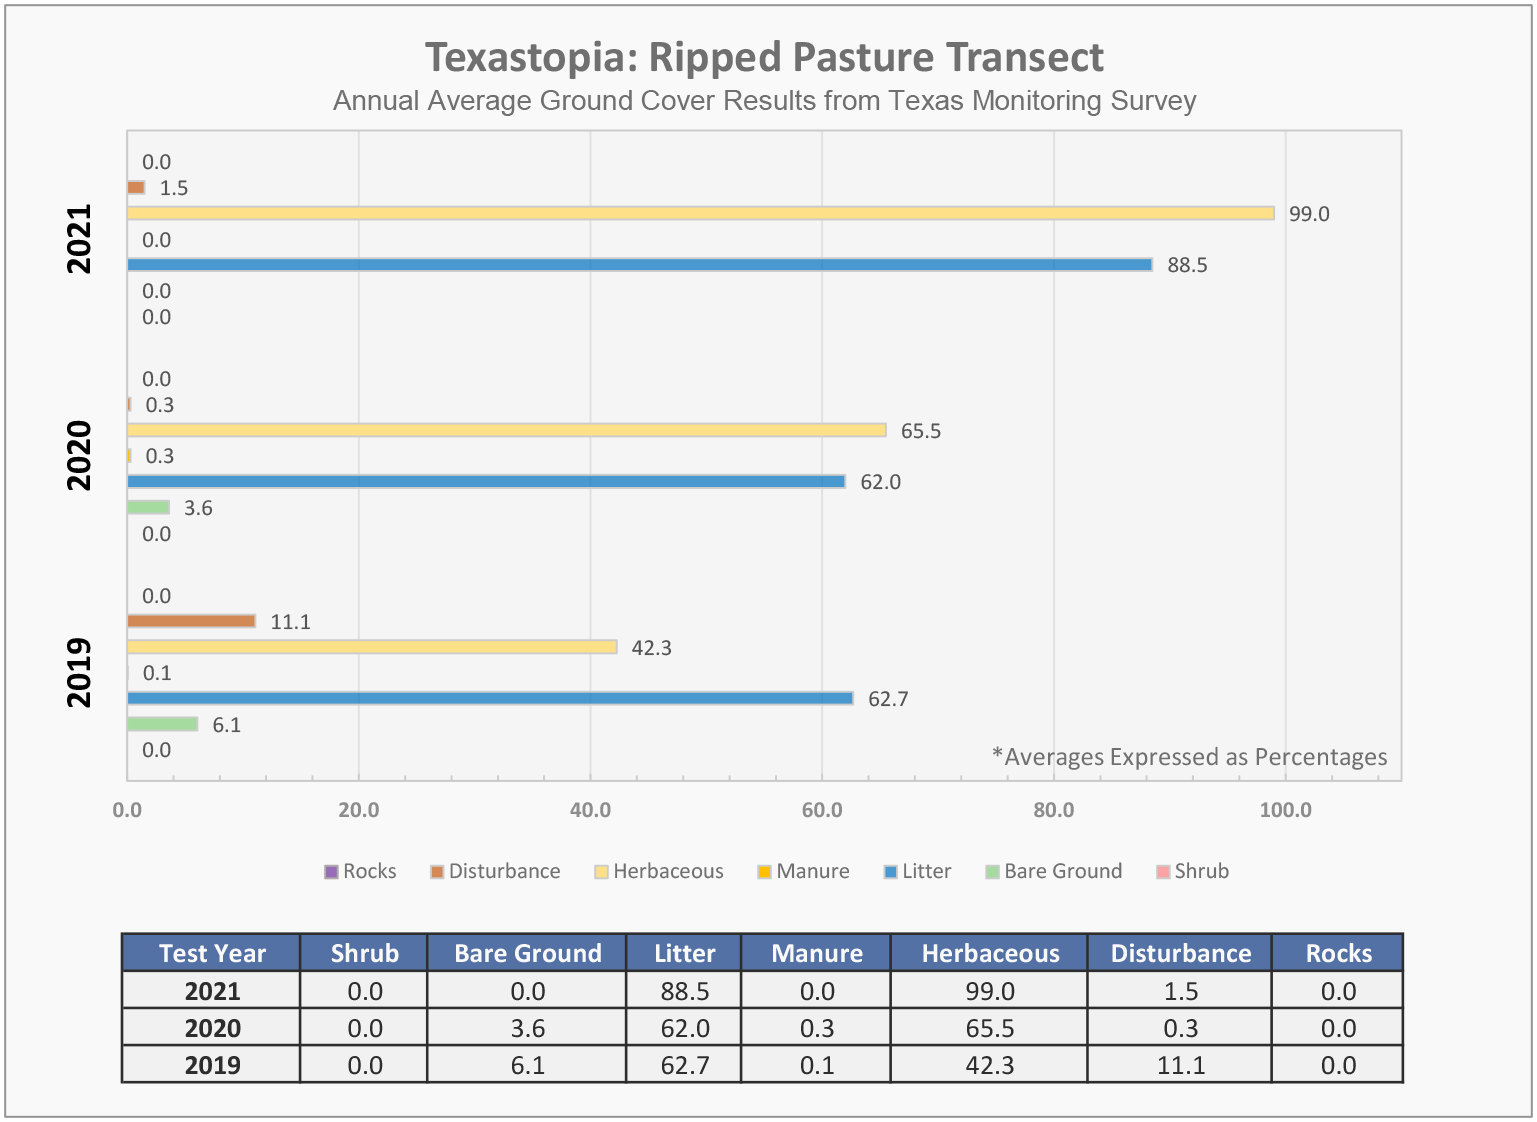 Texastopia: Ripped Pasture Transect
Annual Average Ground Cover Results from Texas Monitoring Survey
2021
0.0
1.5
99.0
0.0
88.5
0.0
0.0
2020
0.0
0.3
65.5
0.3
62.0
3.6
0.0
2019
0.0
11.1
42.3
0.1
62.7
6.1
0.0
*Averages Expressed as Percentages
0.0 20.0 40.0 60.0 80.0 100.0
Rocks Disturbance Herbaceous Manure Litter Bare Ground Shrub
Test Year Shrub Bare Ground Litter Manure Herbaceous Disturbance Rocks
2021 0.0 0.0 88.5 0.0 99.0 1.5 0.0
2020 0.0 3.6 62.0 0.3 65.5 0.3 0.0
2019 0.0 6.1 62.7 0.1 42.3 11.1 0.0